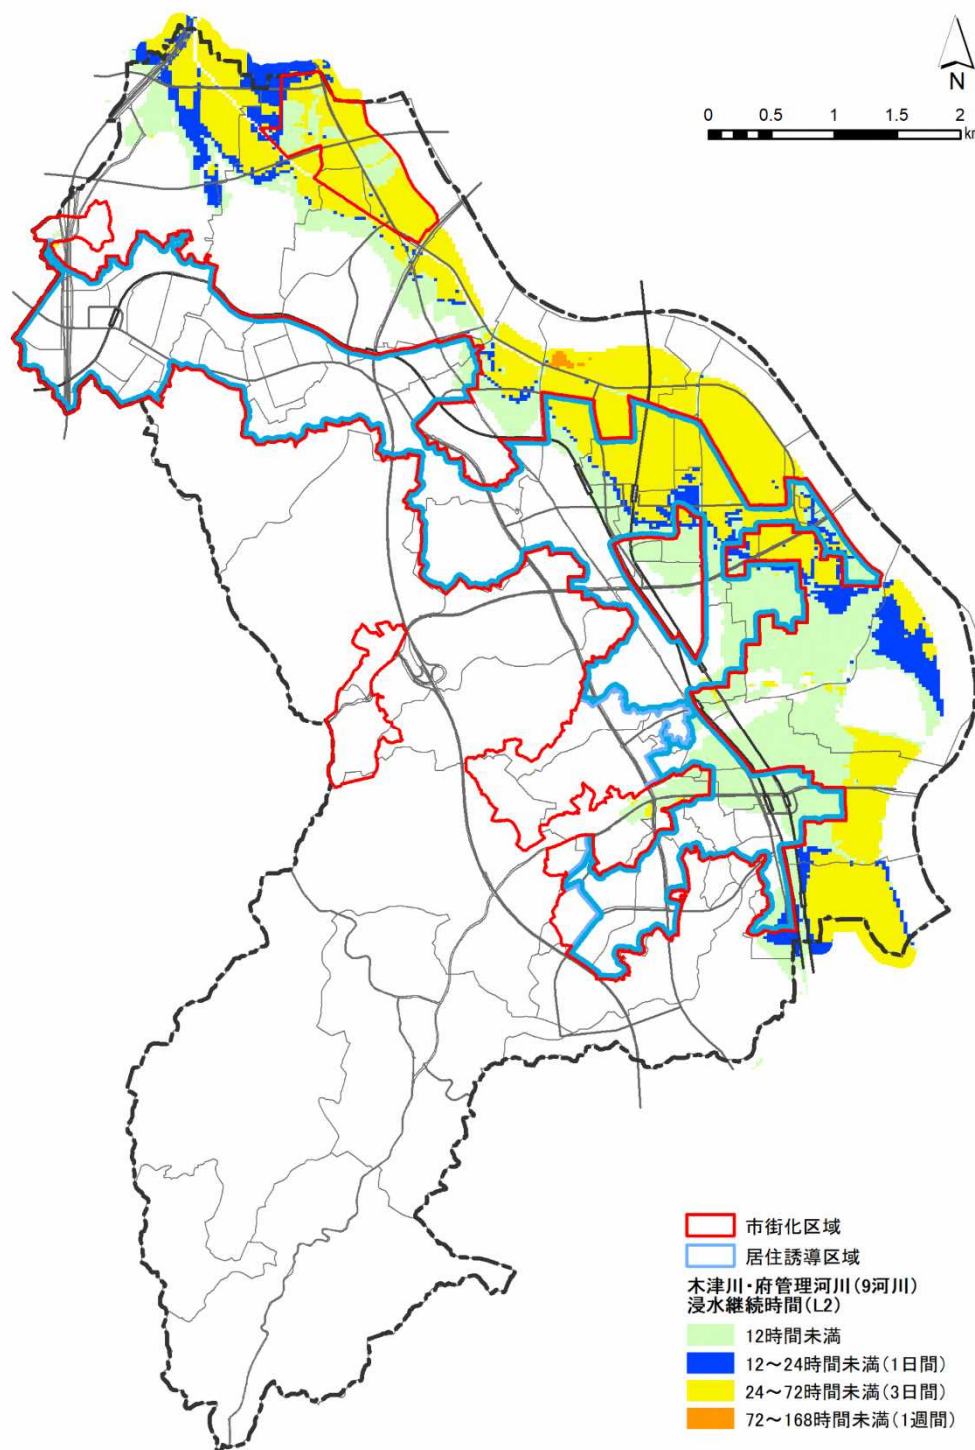 N
0 0.5 1 1.5 2
km
市街化区域
居住誘導区域
木津川・府管理河川(9河川)
浸水継続時間(L2)
12時間未満
12～24時間未満(1日間)
24～72時間未満(3日間)
72～168時間未満(1週間)